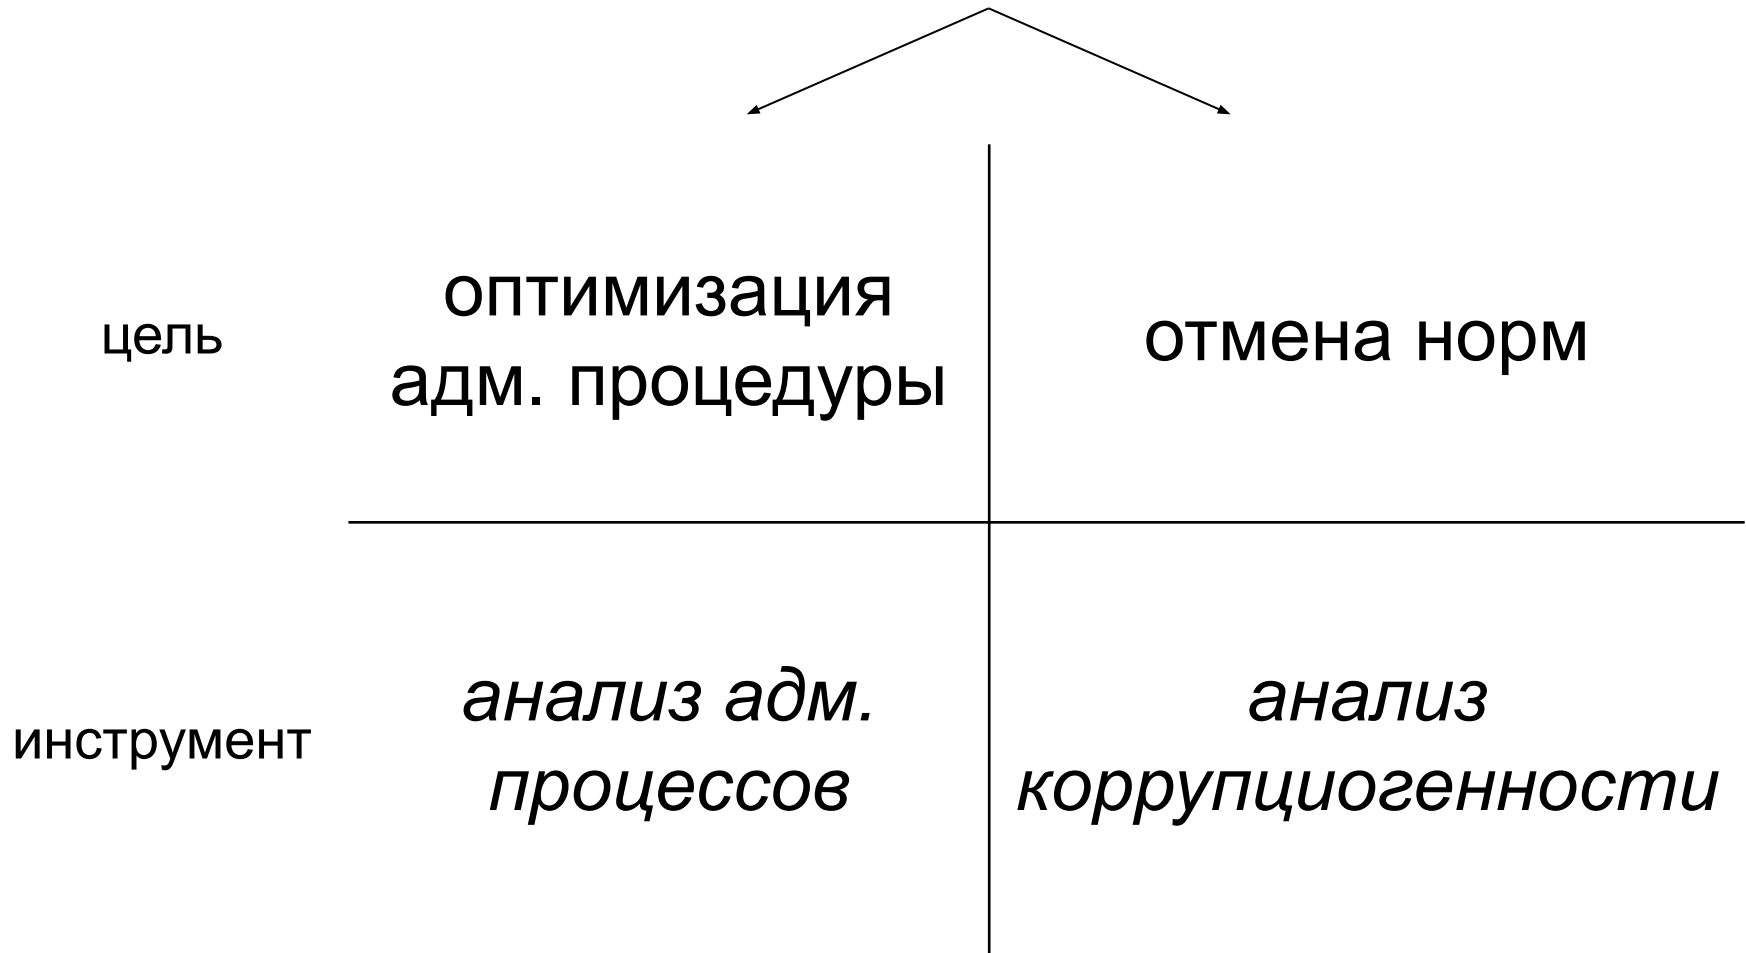 цель
оптимизация
адм. процедуры
отмена норм
инструмент
анализ адм.
процессов
анализ
коррупциогенности